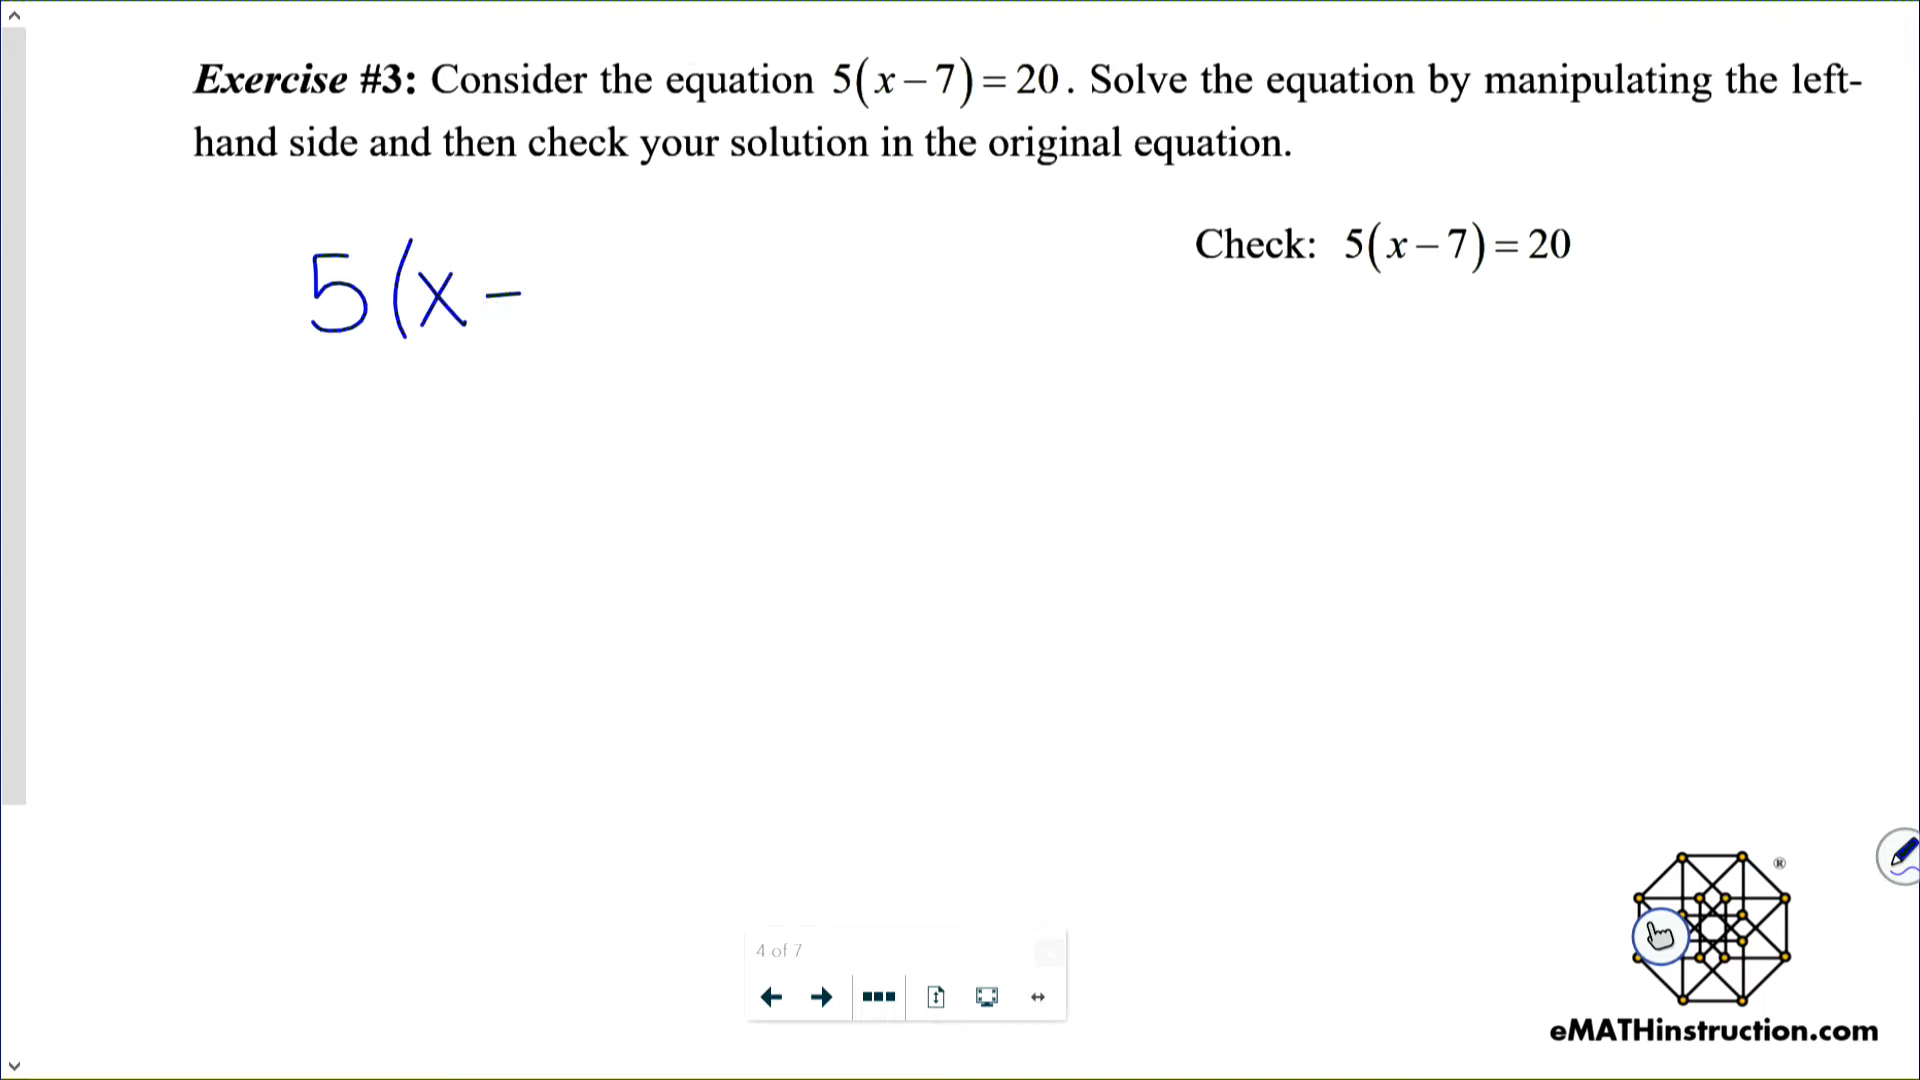 Exercise #3: Consider the equation 5(x−7)=20. Solve the equation by manipulating the left-
hand side and then check your solution in the original equation.
Check: 5(x−7)=20
5(x −
4 of 7
®
eMATHinstruction.com